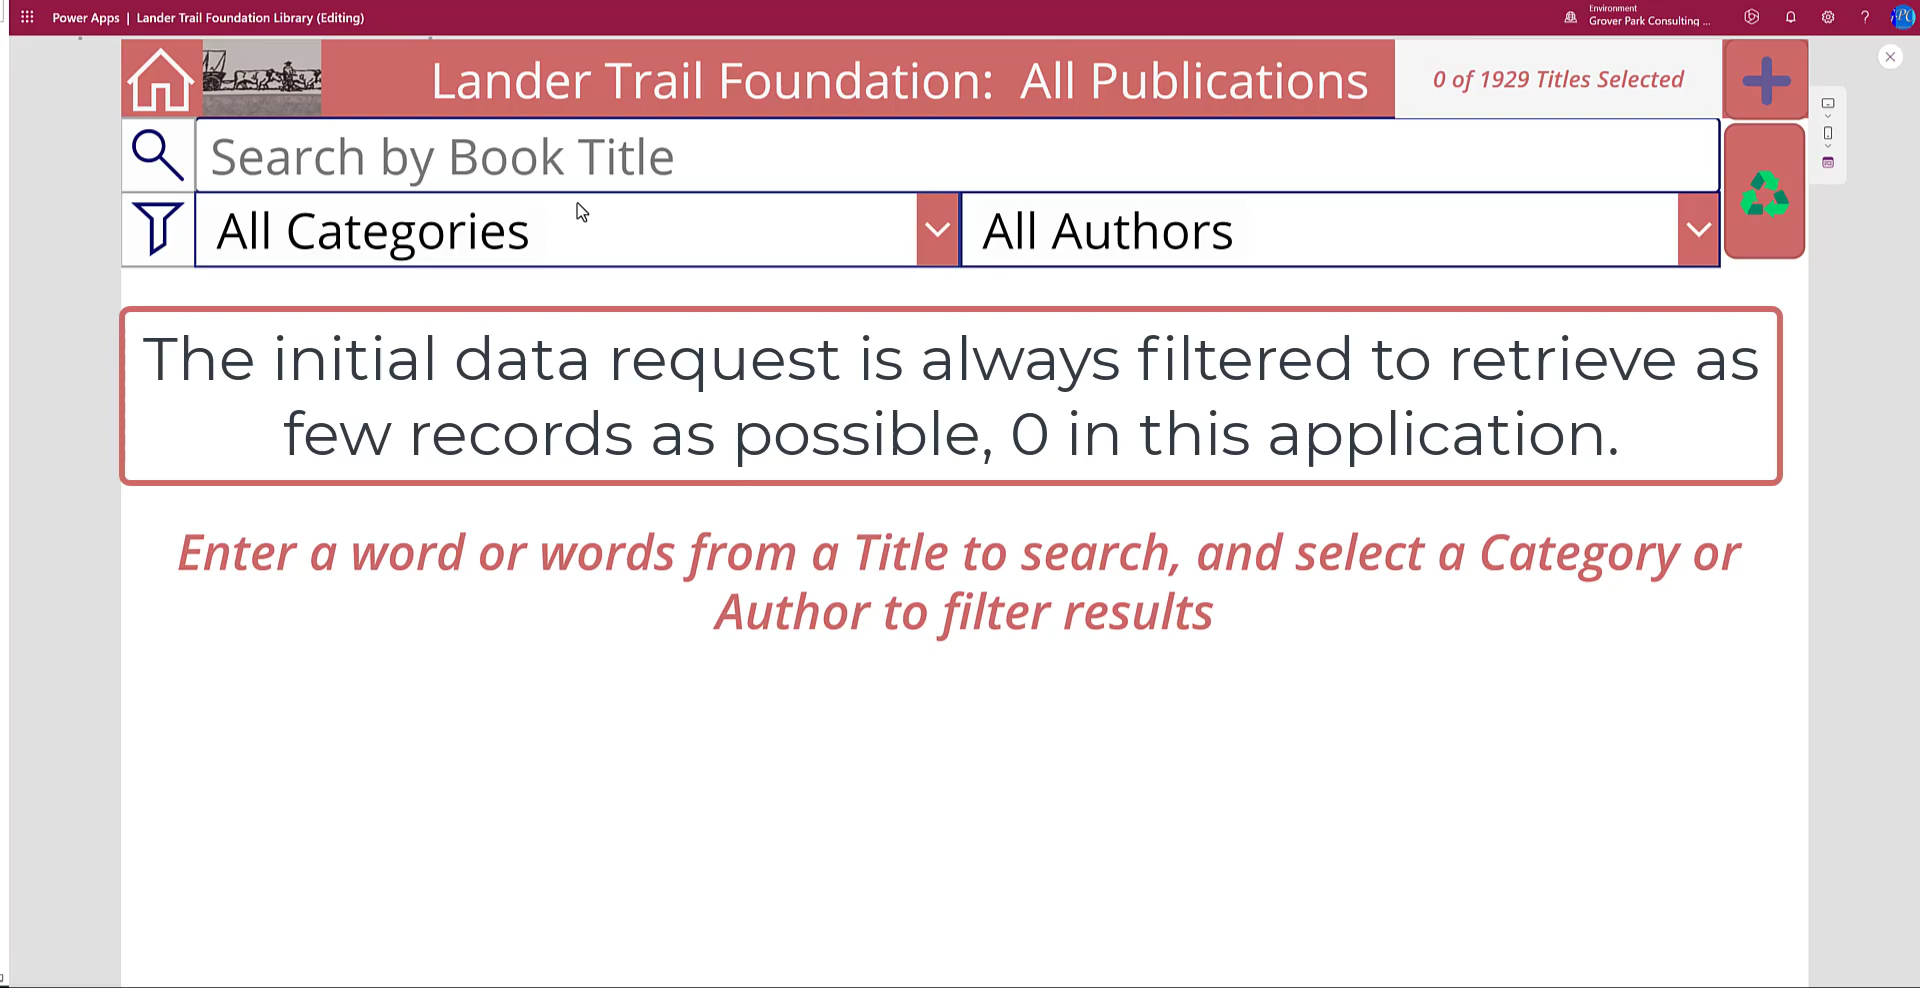 Power Apps | Lander Trail Foundation Library (Editing)
Environment
Grover Park Consulting ...
Lander Trail Foundation:  All Publications
0 of 1929 Titles Selected
Search by Book Title
All Categories
All Authors
The initial data request is always filtered to retrieve as
few records as possible, 0 in this application.
Enter a word or words from a Title to search, and select a Category or
Author to filter results